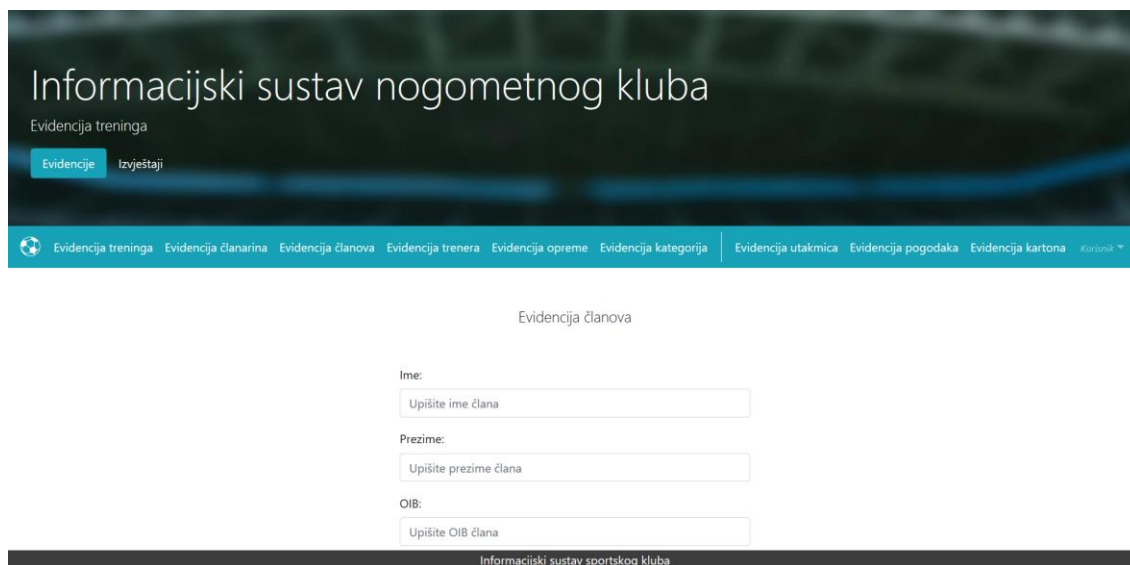 Informacijski sustav nogometnog kluba
Evidencija treninga
Evidencije Izvještaji
Evidencija treninga Evidencija članarina Evidencija članova Evidencija trenera Evidencija opreme Evidencija kategorija Evidencija utakmica Evidencija pogodaka Evidencija kartona Korisnik
Evidencija članova
Ime:
Upišite ime člana
Prezime:
Upišite prezime člana
OIB:
Upišite OIB člana
Informacijski sustav sportskog kluba